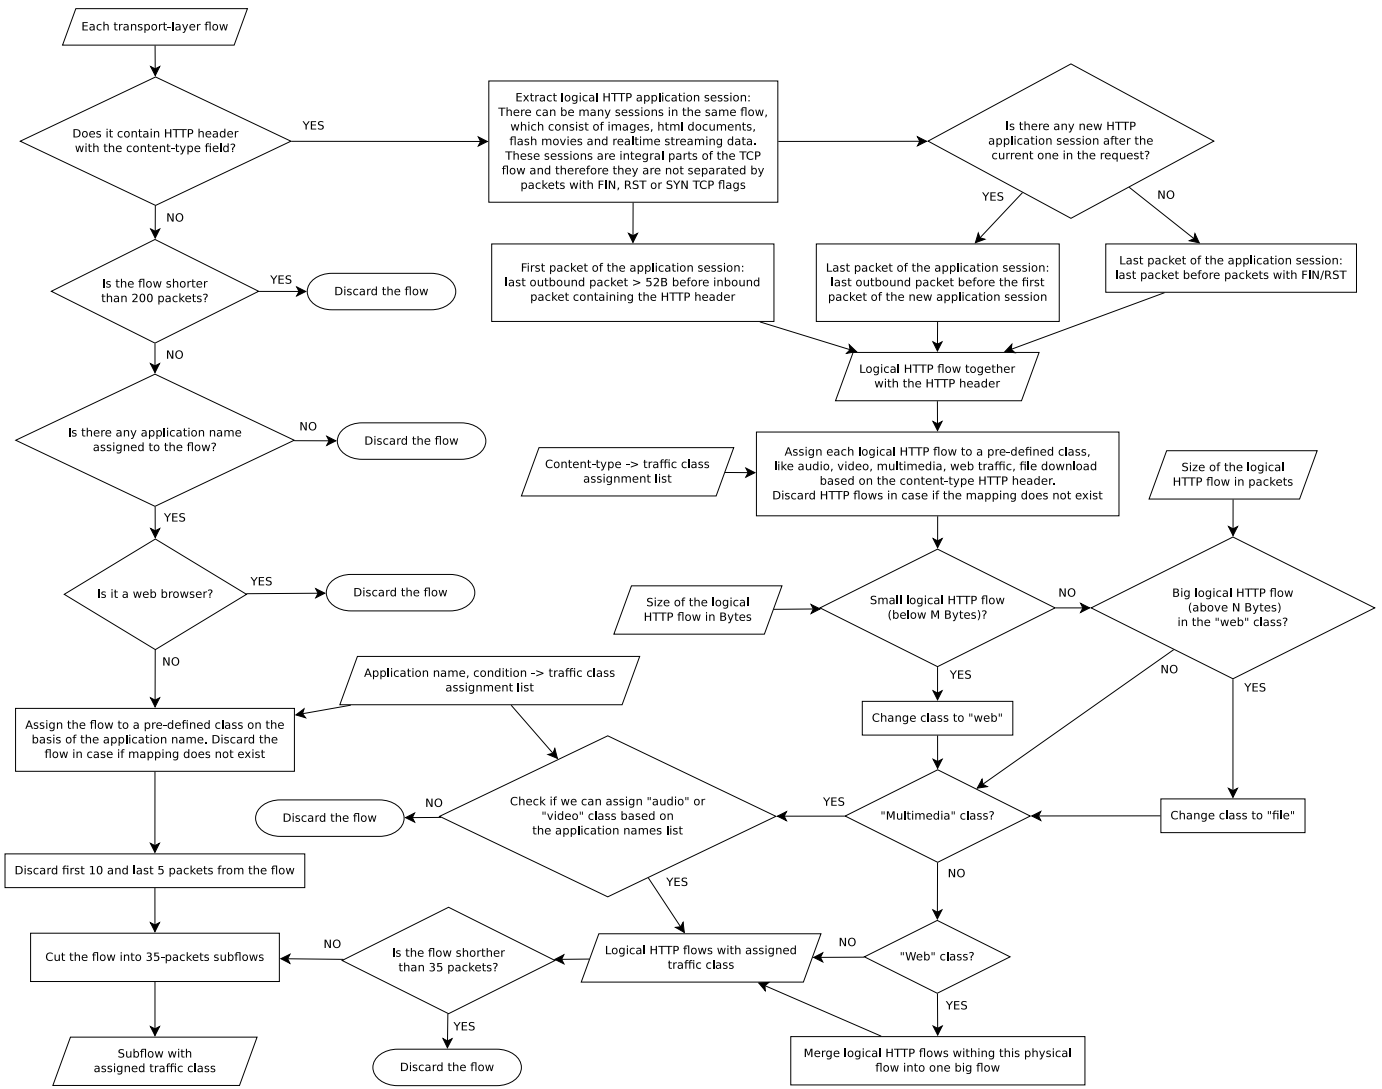 Each transport-layer flow
Does it contain HTTP header
with the content-type field?
YES
NO
Extract logical HTTP application session:
There can be many sessions in the same flow,
which consist of images, html documents,
flash movies and realtime streaming data.
These sessions are integral parts of the TCP
flow and therefore they are not separated by
packets with FIN, RST or SYN TCP flags
Is there any new HTTP
application session after the
current one in the request?
YES
NO
Is the flow shorter
than 200 packets?
YES
NO
Discard the flow
First packet of the application session:
last outbound packet > 52B before inbound
packet containing the HTTP header
Last packet of the application session:
last outbound packet before the first
packet of the new application session
Last packet of the application session:
last packet before packets with FIN/RST
Logical HTTP flow together
with the HTTP header
Is there any application name
assigned to the flow?
NO
YES
Discard the flow
Content-type -> traffic class
assignment list
Assign each logical HTTP flow to a pre-defined class,
like audio, video, multimedia, web traffic, file download
based on the content-type HTTP header.
Discard HTTP flows in case if the mapping does not exist
Size of the logical
HTTP flow in packets
Is it a web browser?
YES
NO
Discard the flow
Size of the logical
HTTP flow in Bytes
Small logical HTTP flow
(below M Bytes)?
NO
YES
Big logical HTTP flow
(above N Bytes)
in the "web" class?
NO
YES
Application name, condition -> traffic class
assignment list
Assign the flow to a pre-defined class on the
basis of the application name. Discard the
flow in case if mapping does not exist
Change class to "web"
Check if we can assign "audio" or
"video" class based on
the application names list
NO
YES
Discard the flow
"Multimedia" class?
YES
NO
Change class to "file"
Discard first 10 and last 5 packets from the flow
Cut the flow into 35-packets subflows
Is the flow shorther
than 35 packets?
NO
YES
Logical HTTP flows with assigned
traffic class
"Web" class?
NO
YES
Subflow with
assigned traffic class
Discard the flow
Merge logical HTTP flows withing this physical
flow into one big flow